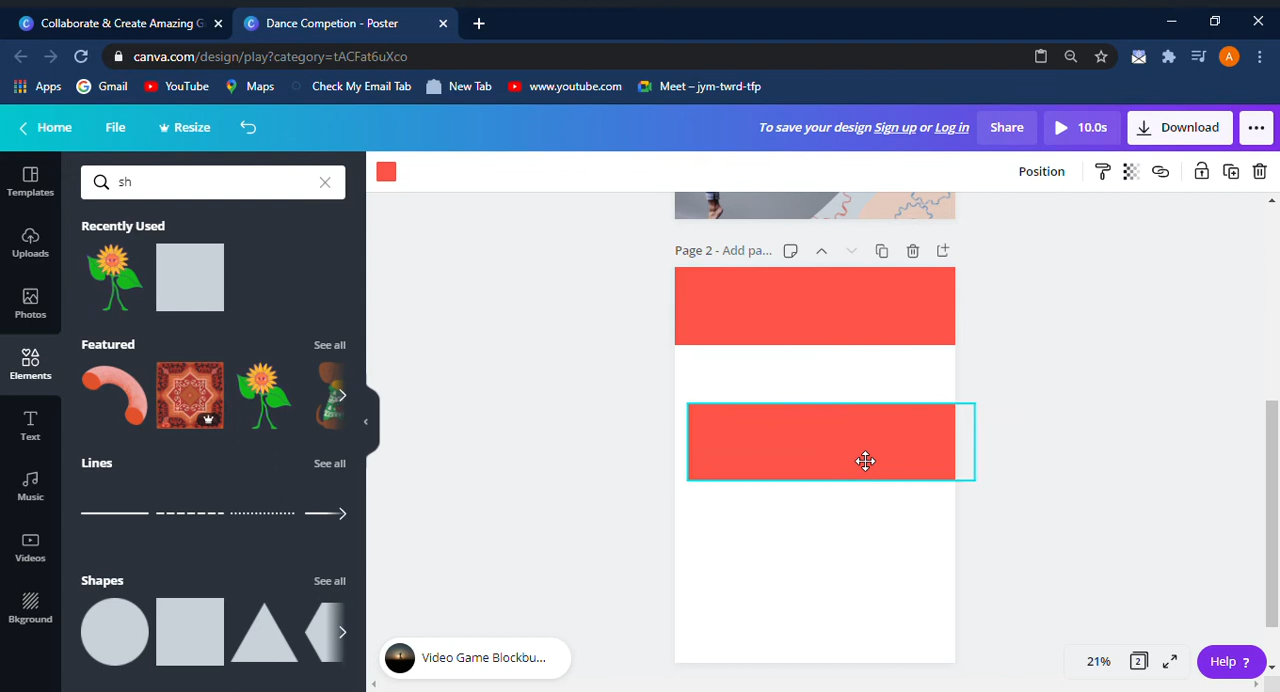 Collaborate & Create Amazing G
Dance Competion - Poster
canva.com/design/play?category=tACFat6uXco
A
Apps
Gmail
YouTube
Maps
Check My Email Tab
New Tab
www.youtube.com
Meet – jym-twrd-tfp
Home
File
Resize
To save your design Sign up or Log in
Share
10.0s
Download
Templates
Uploads
Photos
Elements
Text
Music
Videos
Bkground
sh
Position
Recently Used
Featured
See all
Lines
See all
Shapes
See all
Page 2 - Add pa...
Video Game Blockbu...
21%
2
Help ?